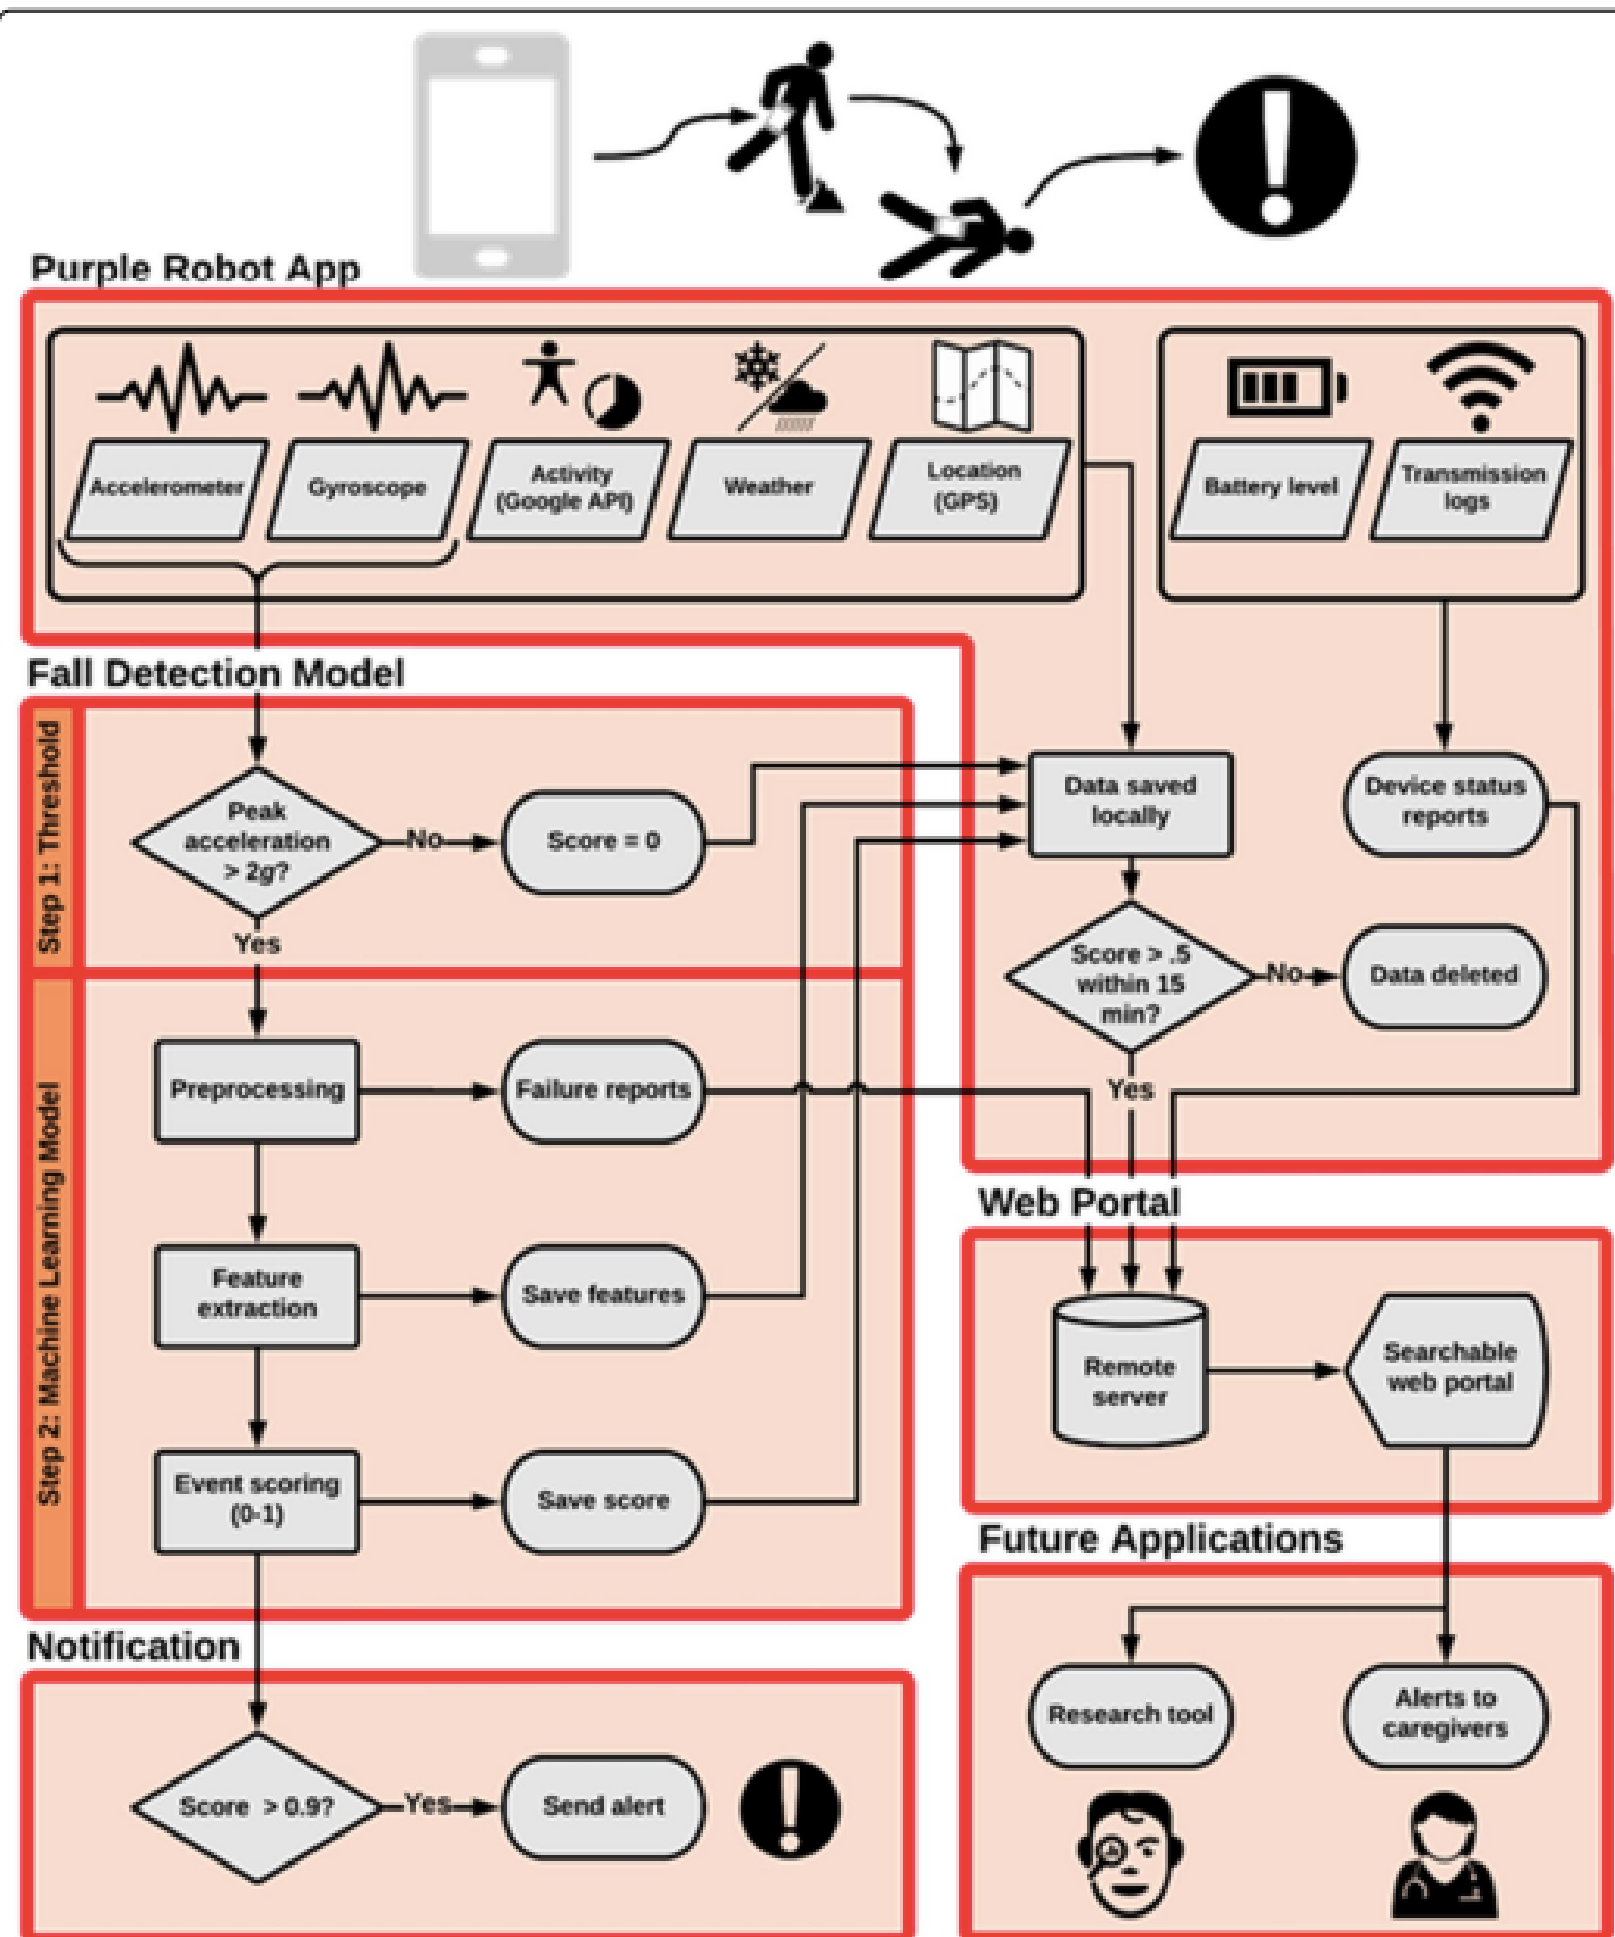 Purple Robot App
Accelerometer
Gyroscope
Activity
(Google API)
Weather
Location
(GPS)
Battery level
Transmission
logs
Fall Detection Model
Step 1: Threshold
Peak
acceleration
> 2g?
No
Score = 0
Yes
Data saved
locally
Device status
reports
Score > .5
within 15
min?
No
Data deleted
Yes
Step 2: Machine Learning Model
Preprocessing
Failure reports
Feature
extraction
Save features
Event scoring
(0-1)
Save score
Web Portal
Remote
server
Searchable
web portal
Future Applications
Research tool
Alerts to
caregivers
Notification
Score > 0.9?
Yes
Send alert